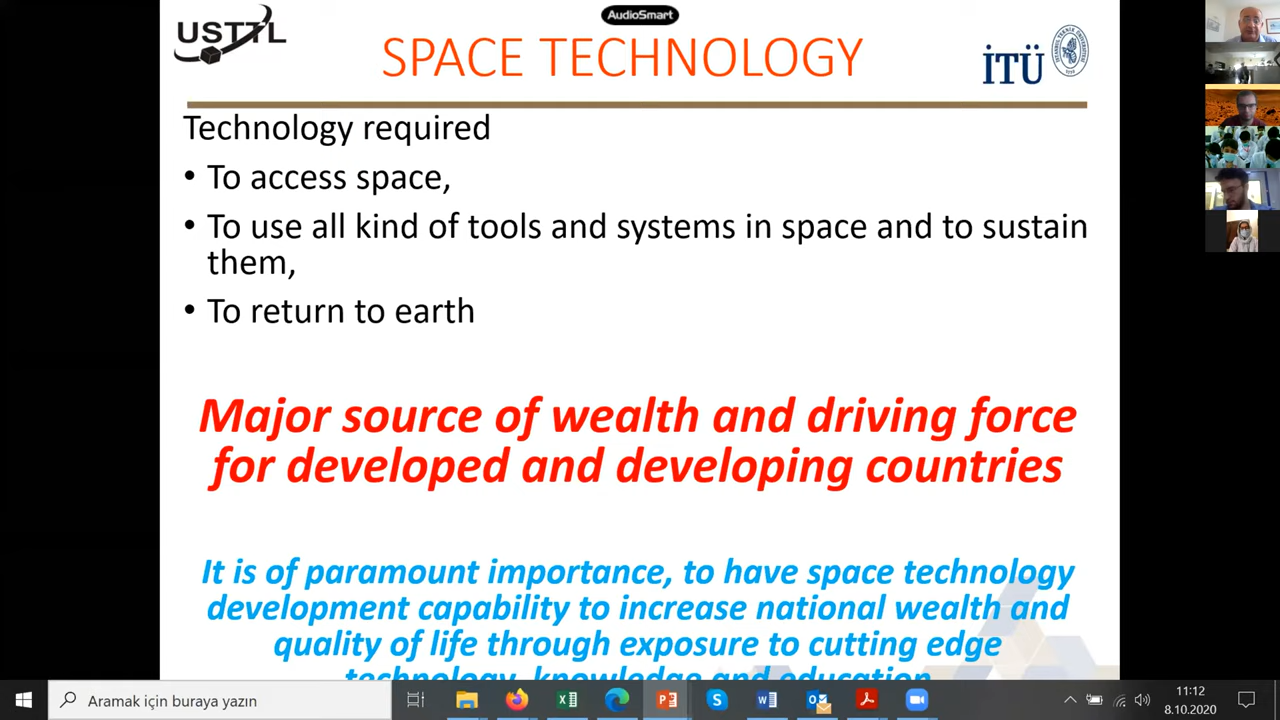 AudioSmart
USTTL
SPACE TECHNOLOGY
İTÜ
Technology required
• To access space,
• To use all kind of tools and systems in space and to sustain
them,
• To return to earth
Major source of wealth and driving force
for developed and developing countries
It is of paramount importance, to have space technology
development capability to increase national wealth and
quality of life through exposure to cutting edge
technology, knowledge and education
Aramak için buraya yazın
11:12
8.10.2020